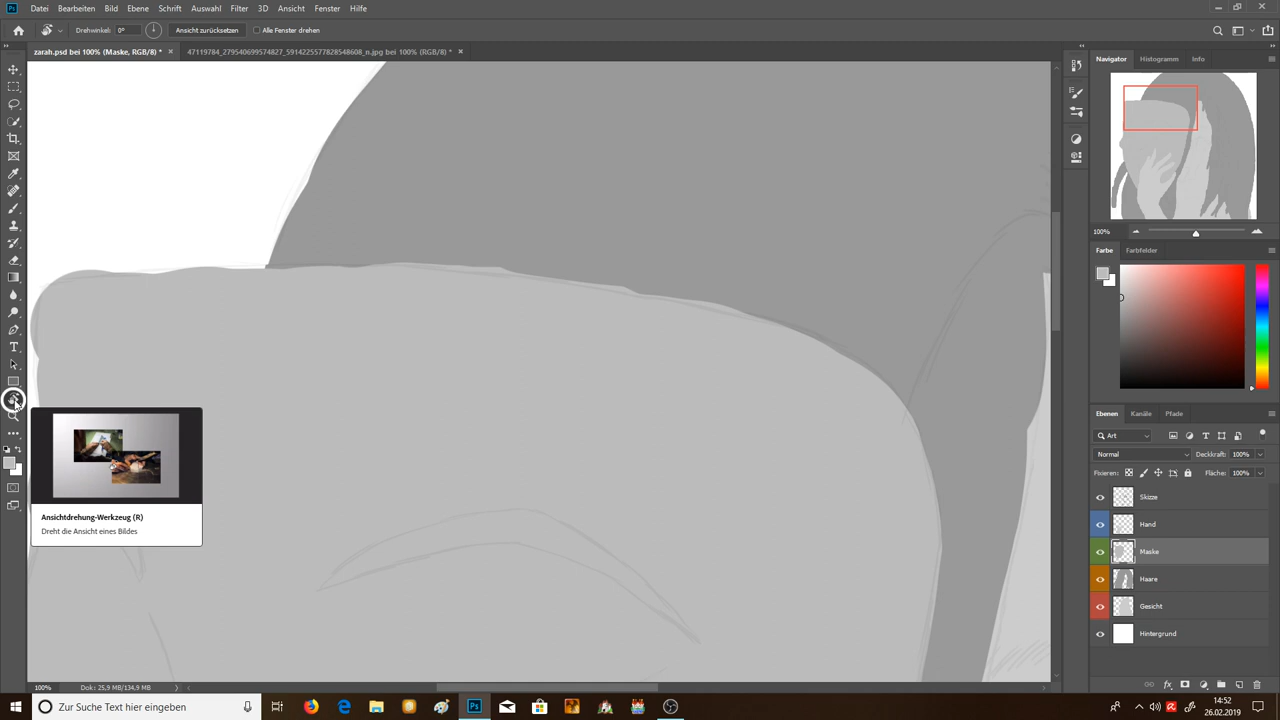 Ps Datei Bearbeiten Bild Ebene Schrift Auswahl Filter 3D Ansicht Fenster Hilfe
Drehwinkel: 0° Ansicht zurücksetzen Alle Fenster drehen
zarah.psd bei 100% (Maske, RGB/8) * 47119784_279540699574827_5914225577828548608_n.jpg bei 100% (RGB/8) *
Navigator Histogramm Info
100%
Farbe Farbfelder
Ebenen Kanäle Pfade
Art
Normal Deckkraft: 100%
Fixieren: Fläche: 100%
Skizze
Hand
Maske
Haare
Gesicht
Hintergrund
Ansichtdrehung-Werkzeug (R)
Dreht die Ansicht eines Bildes
100% Dok: 25,9 MB/134,9 MB
Zur Suche Text hier eingeben
Ps
14:52
26.02.2019